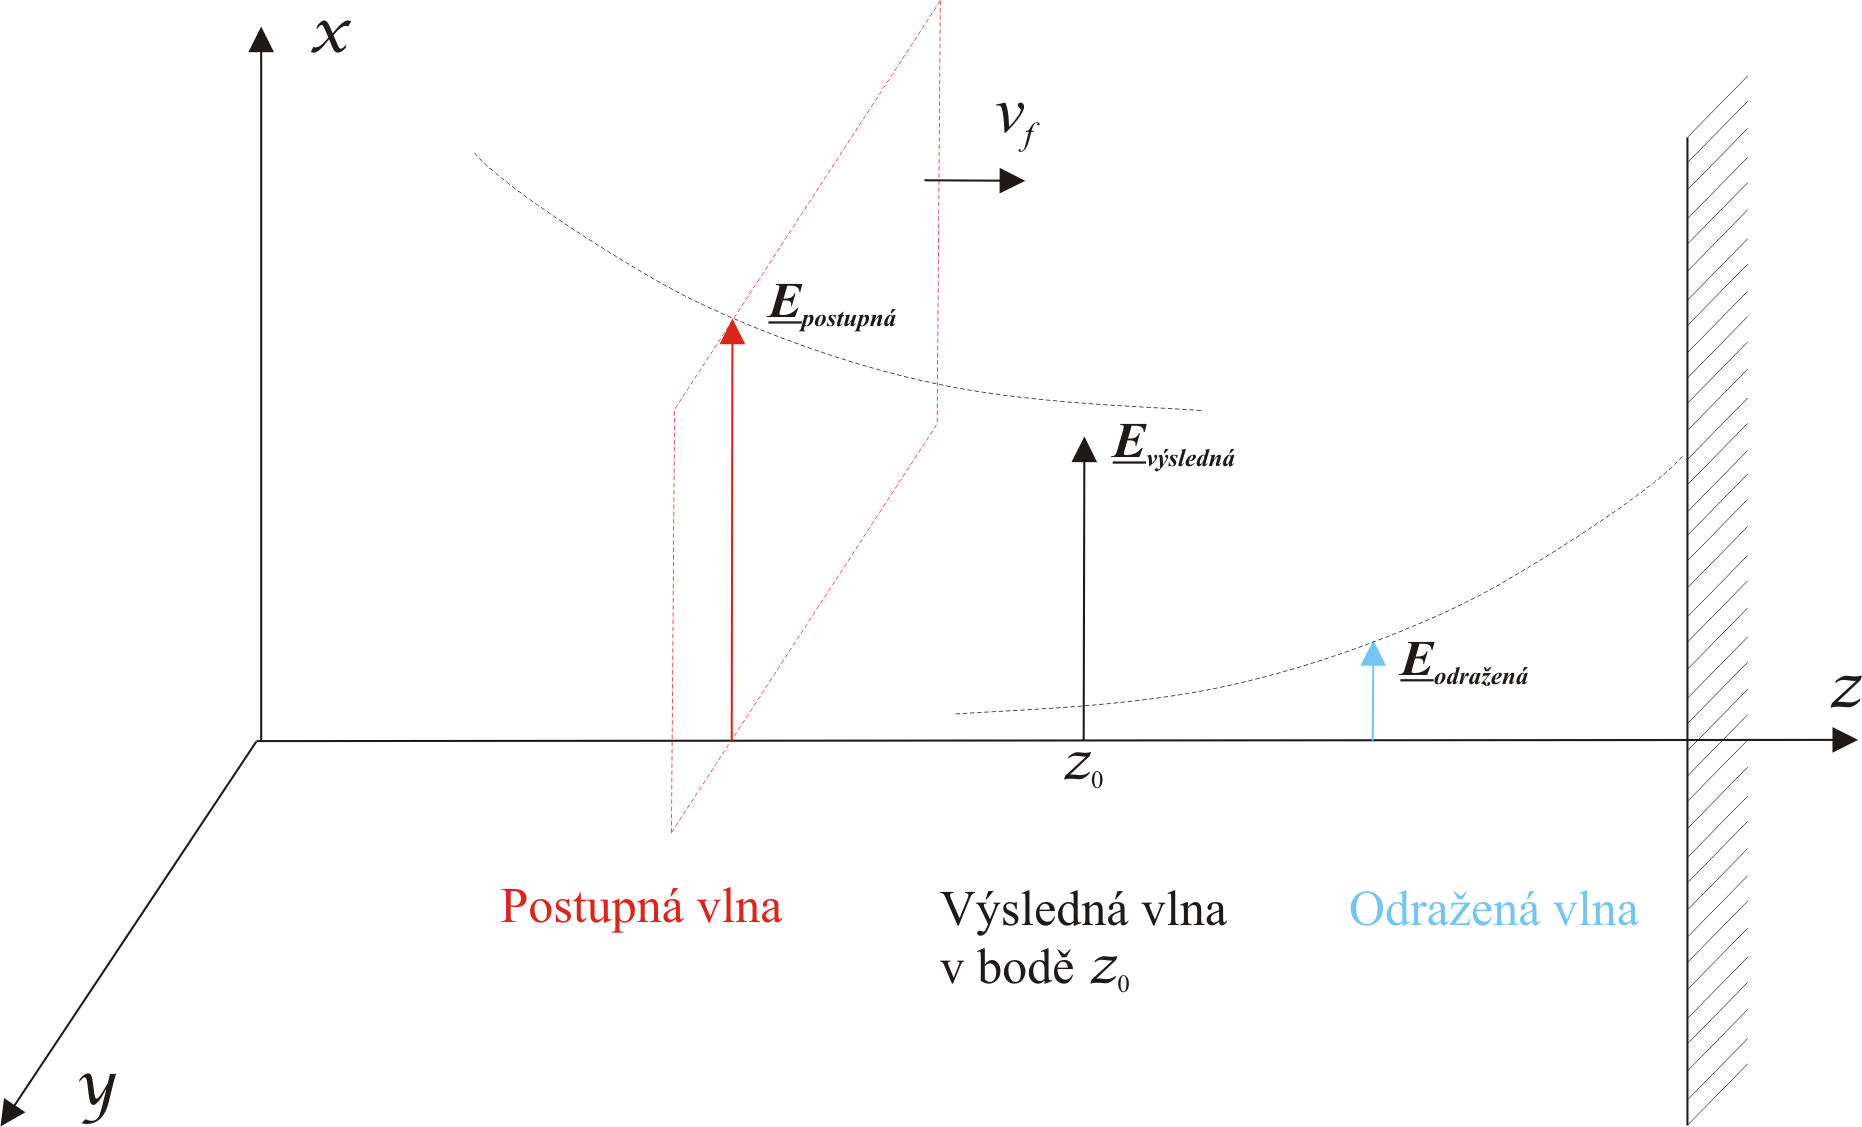 x
v_f
E_postupná
E_výsledná
E_odražená
z
z_0
Postupná vlna
Výsledná vlna
v bodě z_0
Odražená vlna
y